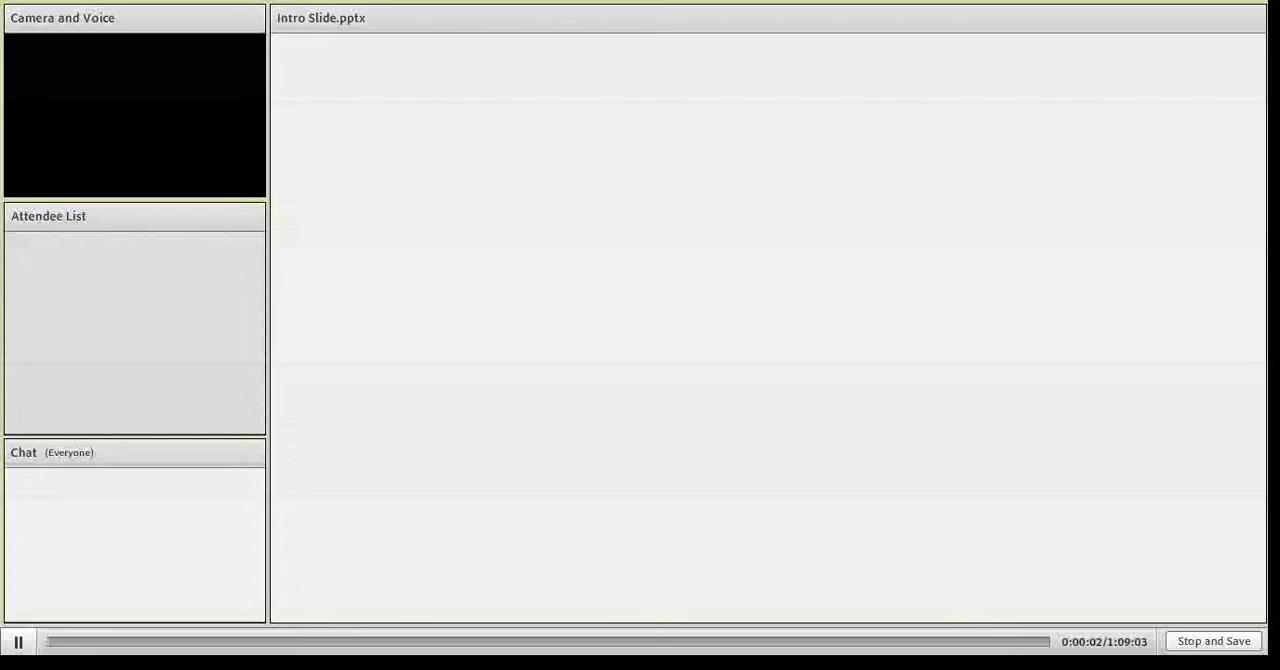 Camera and Voice
Intro Slide.pptx
Attendee List
Chat (Everyone)
0:00:02/1:09:03
Stop and Save